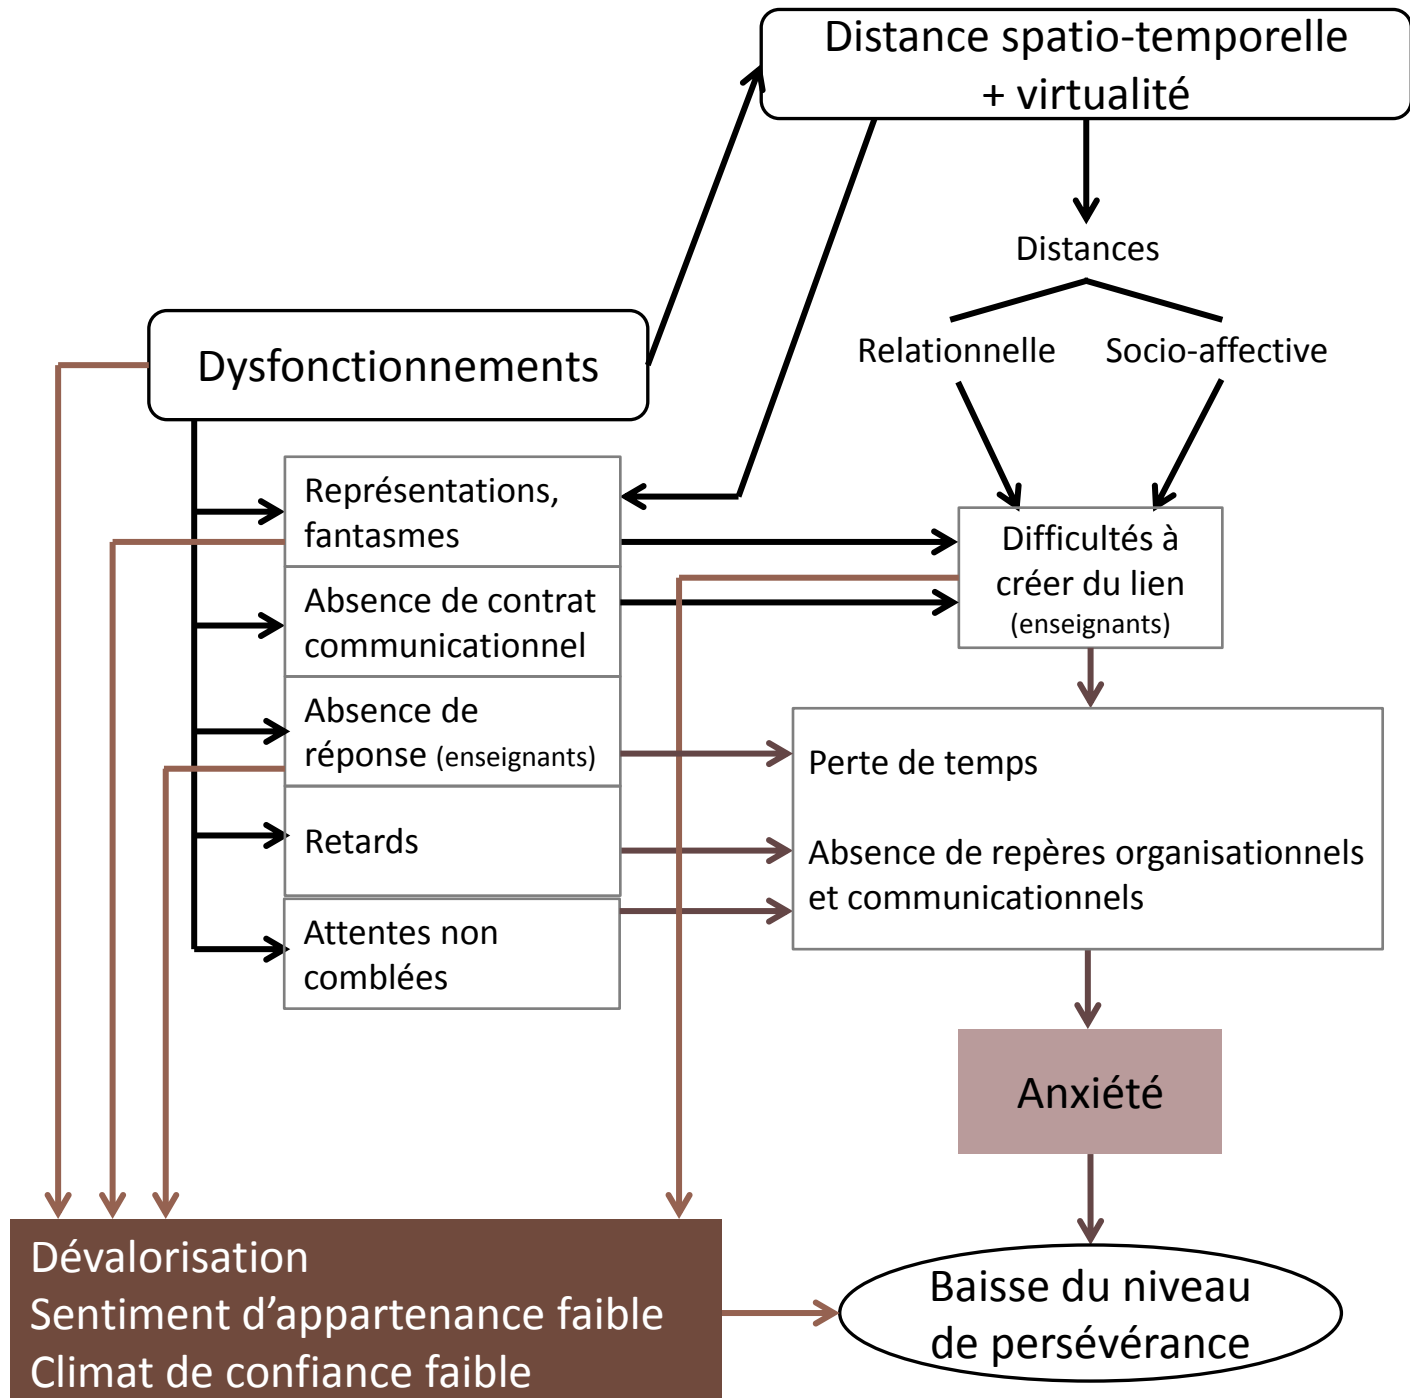 Distance spatio-temporelle
+ virtualité
Distances
Relationnelle
Socio-affective
Dysfonctionnements
Représentations,
fantasmes
Absence de contrat
communicationnel
Absence de
réponse (enseignants)
Retards
Attentes non
comblées
Difficultés à
créer du lien
(enseignants)
Perte de temps
Absence de repères organisationnels
et communicationnels
Anxiété
Dévalorisation
Sentiment d’appartenance faible
Climat de confiance faible
Baisse du niveau
de persévérance